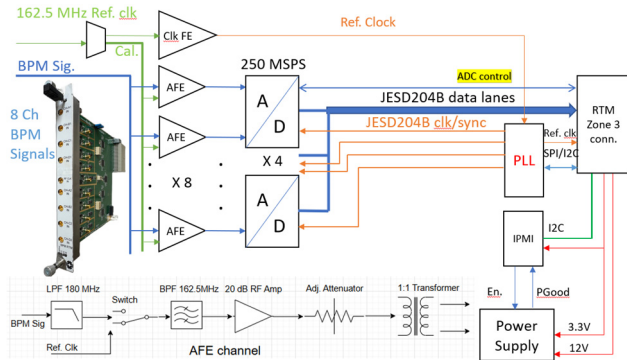 162.5 MHz Ref. clk
Cal.
BPM Sig.
8 Ch
BPM
Signals
Clk FE
Ref. Clock
AFE
AFE
X 8
AFE
250 MSPS
A
D
X 4
A
D
ADC control
JESD204B data lanes
JESD204B clk/sync
PLL
Ref. clk
SPI/I2C
RTM
Zone 3
conn.
IPMI
I2C
En.
PGood
Power
Supply
3.3V
12V
LPF 180 MHz
Switch
BPF 162.5MHz
20 dB RF Amp
Adj. Attenuator
1:1 Transformer
BPM Sig
Ref. Clk
AFE channel